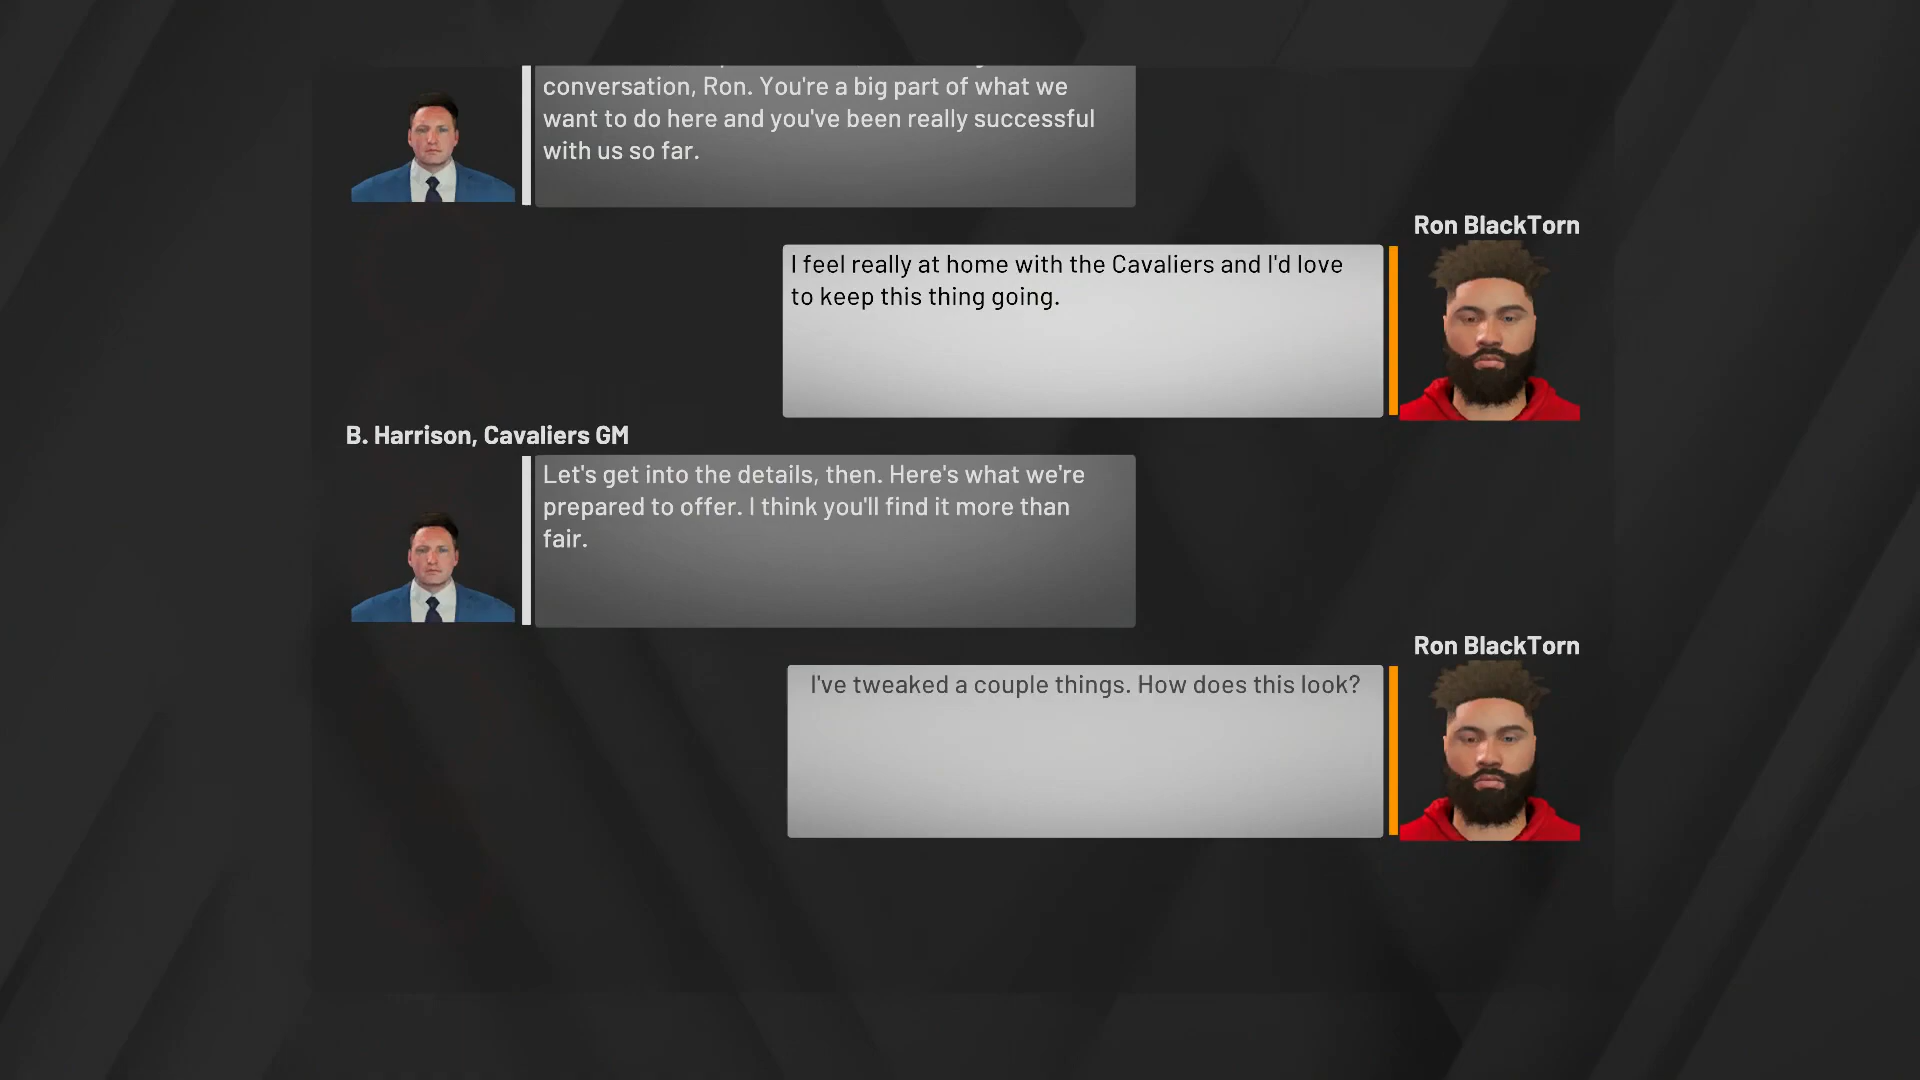 conversation, Ron. You're a big part of what we
want to do here and you've been really successful
with us so far.
Ron BlackTorn
I feel really at home with the Cavaliers and I'd love
to keep this thing going.
B. Harrison, Cavaliers GM
Let's get into the details, then. Here's what we're
prepared to offer. I think you'll find it more than
fair.
Ron BlackTorn
I've tweaked a couple things. How does this look?